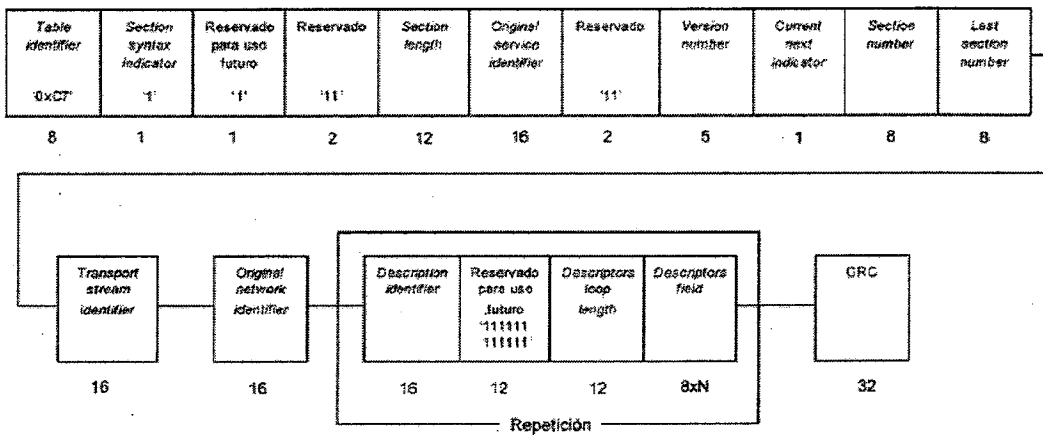 Table identifier '0xC7'
Section syntax indicator '1'
Reservado para uso futuro '1'
Reservado '11'
Section length
Original service identifier
Reservado '11'
Version number
Current next indicator
Section number
Last section number
8 1 1 2 12 16 2 5 1 8 8
Transport stream identifier
Original network identifier
Description identifier
Reservado para uso futuro '111111 111111'
Descriptors loop length
Descriptors field
CRC
16 16 16 12 12 8xN 32
Repetición